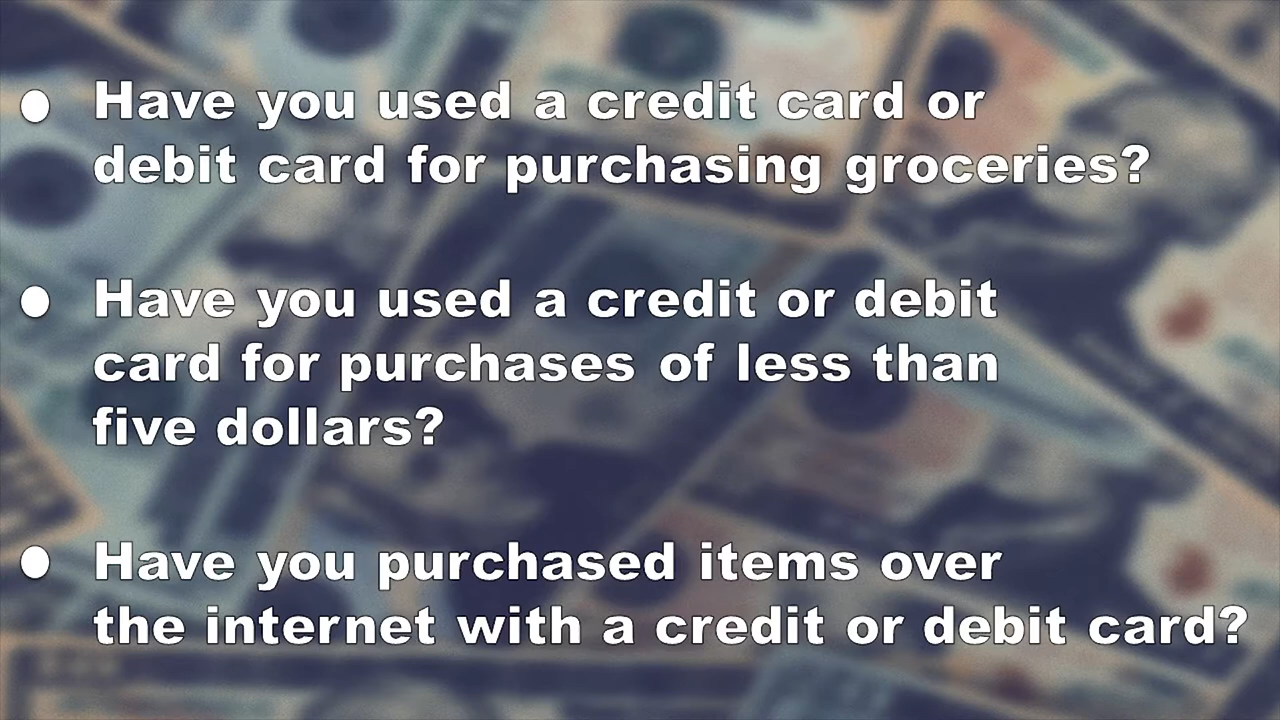 ● Have you used a credit card or
debit card for purchasing groceries?
● Have you used a credit or debit
card for purchases of less than
five dollars?
● Have you purchased items over
the internet with a credit or debit card?